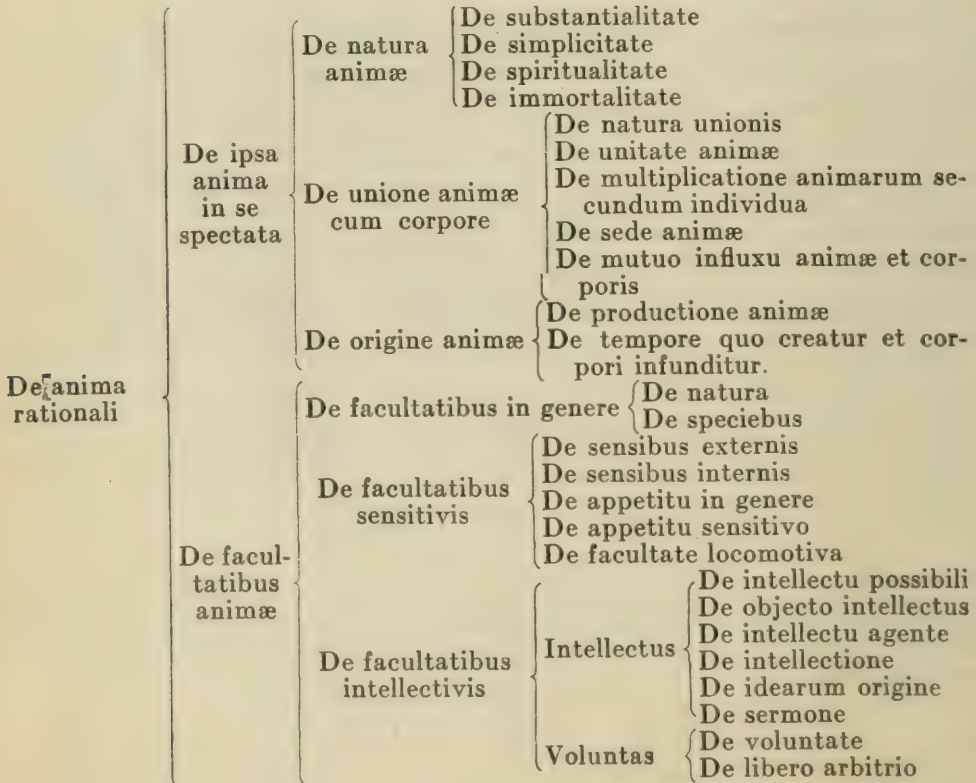 De anima
rationali
De ipsa
anima
in se
spectata
De natura
animæ
De substantialitate
De simplicitate
De spiritualitate
De immortalitate
De unione animæ
cum corpore
De natura unionis
De unitate animæ
De multiplicatione animarum se-
cundum individua
De sede animæ
De mutuo influxu animæ et cor-
poris
De origine animæ
De productione animæ
De tempore quo creatur et cor-
pori infunditur.
De facul-
tatibus
animæ
De facultatibus in genere
De natura
De speciebus
De facultatibus
sensitivis
De sensibus externis
De sensibus internis
De appetitu in genere
De appetitu sensitivo
De facultate locomotiva
De facultatibus
intellectivis
Intellectus
De intellectu possibili
De objecto intellectus
De intellectu agente
De intellectione
De idearum origine
De sermone
Voluntas
De voluntate
De libero arbitrio